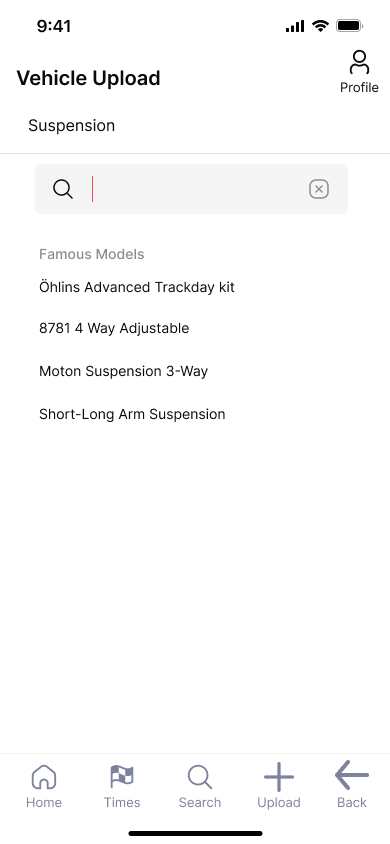 9:41
Vehicle Upload
Profile
Suspension
Famous Models
Öhlins Advanced Trackday kit
8781 4 Way Adjustable
Moton Suspension 3-Way
Short-Long Arm Suspension
Home Times Search Upload Back